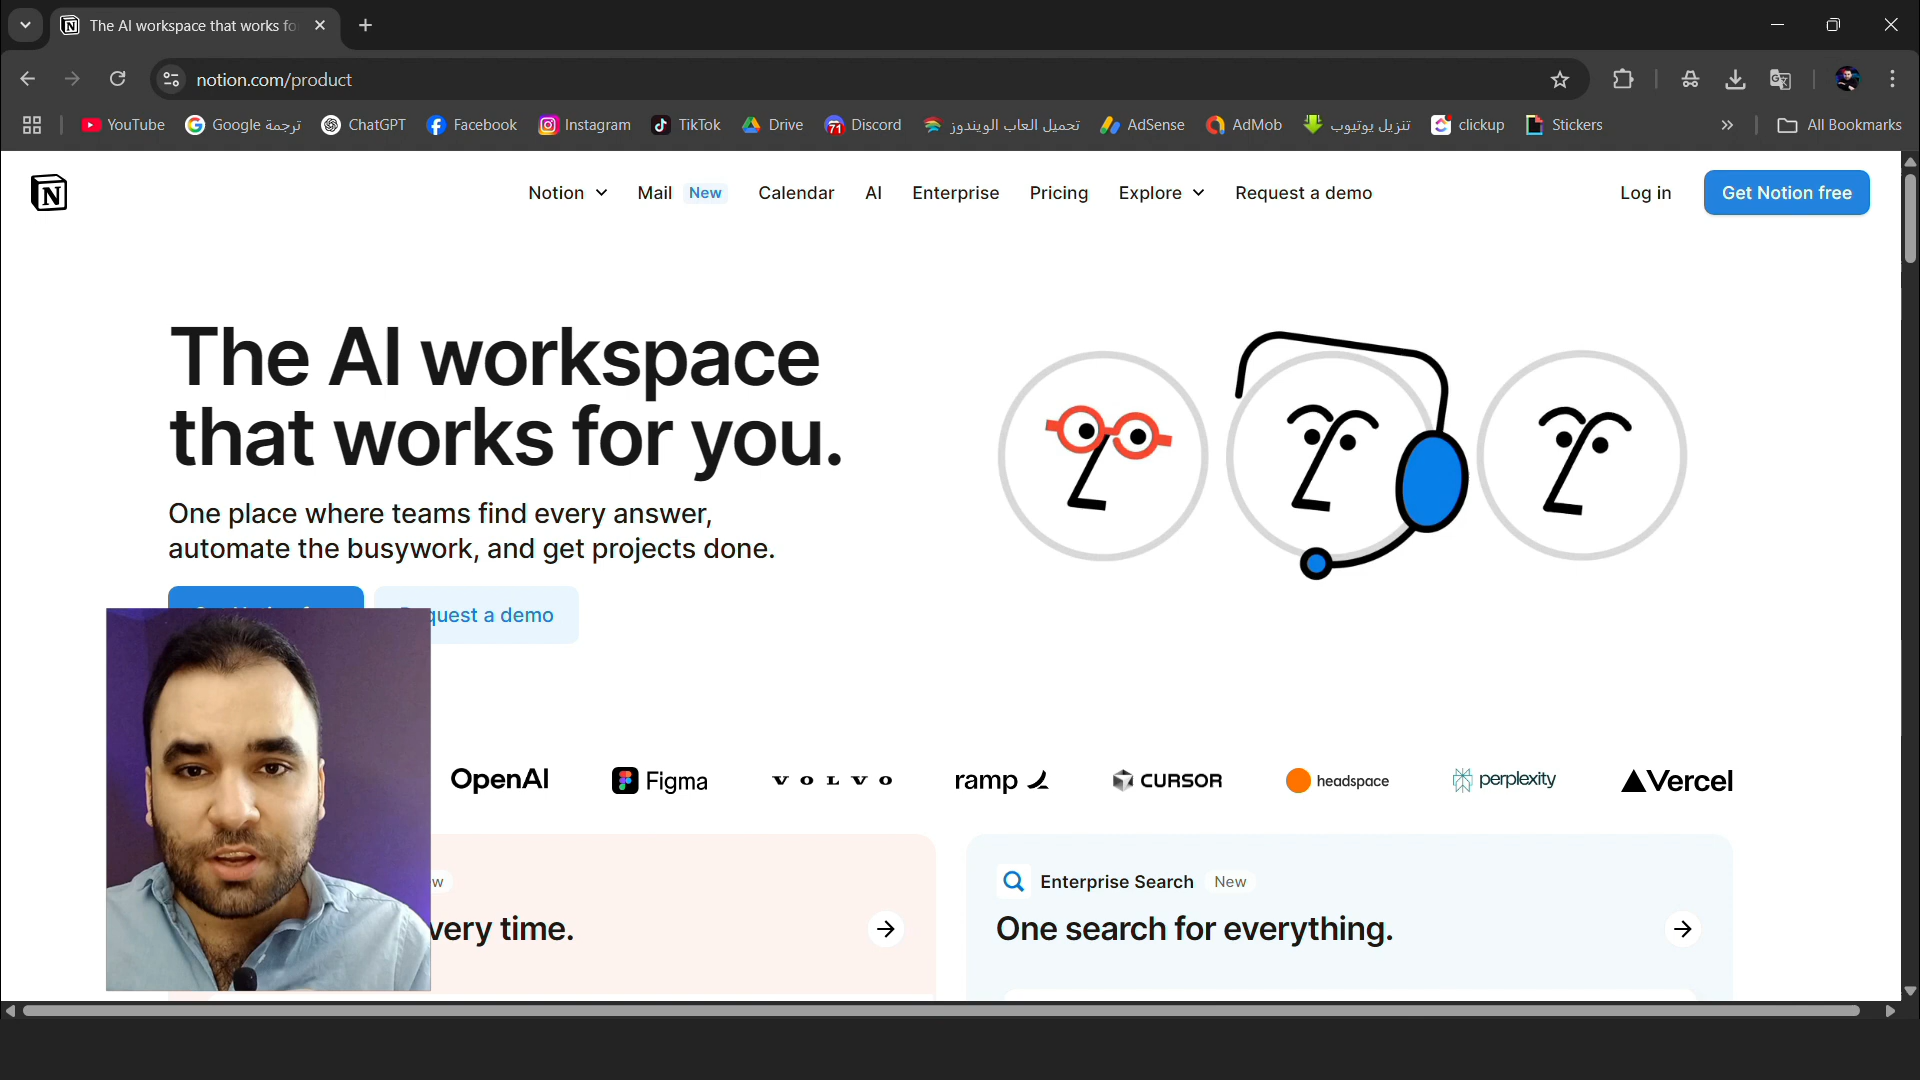 The AI workspace that works fo
notion.com/product
YouTube
Google ترجمة
ChatGPT
Facebook
Instagram
TikTok
Drive
Discord
تحميل العاب الويندوز
AdSense
AdMob
تنزيل يوتيوب
clickup
Stickers
All Bookmarks
Notion
Mail New
Calendar
AI
Enterprise
Pricing
Explore
Request a demo
Log in
Get Notion free
The AI workspace
that works for you.
One place where teams find every answer,
automate the busywork, and get projects done.
quest a demo
OpenAI
Figma
VOLVO
ramp
CURSOR
headspace
perplexity
Vercel
very time.
Enterprise Search New
One search for everything.